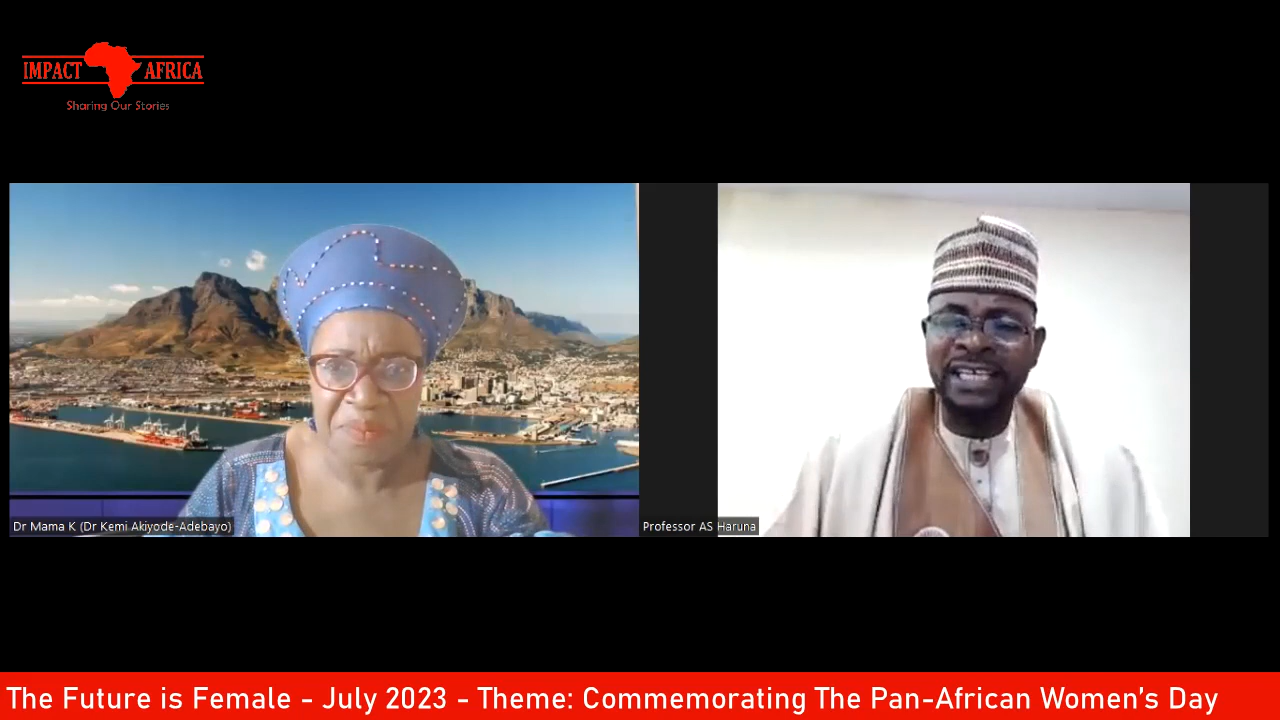 IMPACT AFRICA
Sharing Our Stories
Dr Mama K (Dr Kemi Akiyode-Adebayo)
Professor AS Haruna
The Future is Female - July 2023 - Theme: Commemorating The Pan-African Women's Day